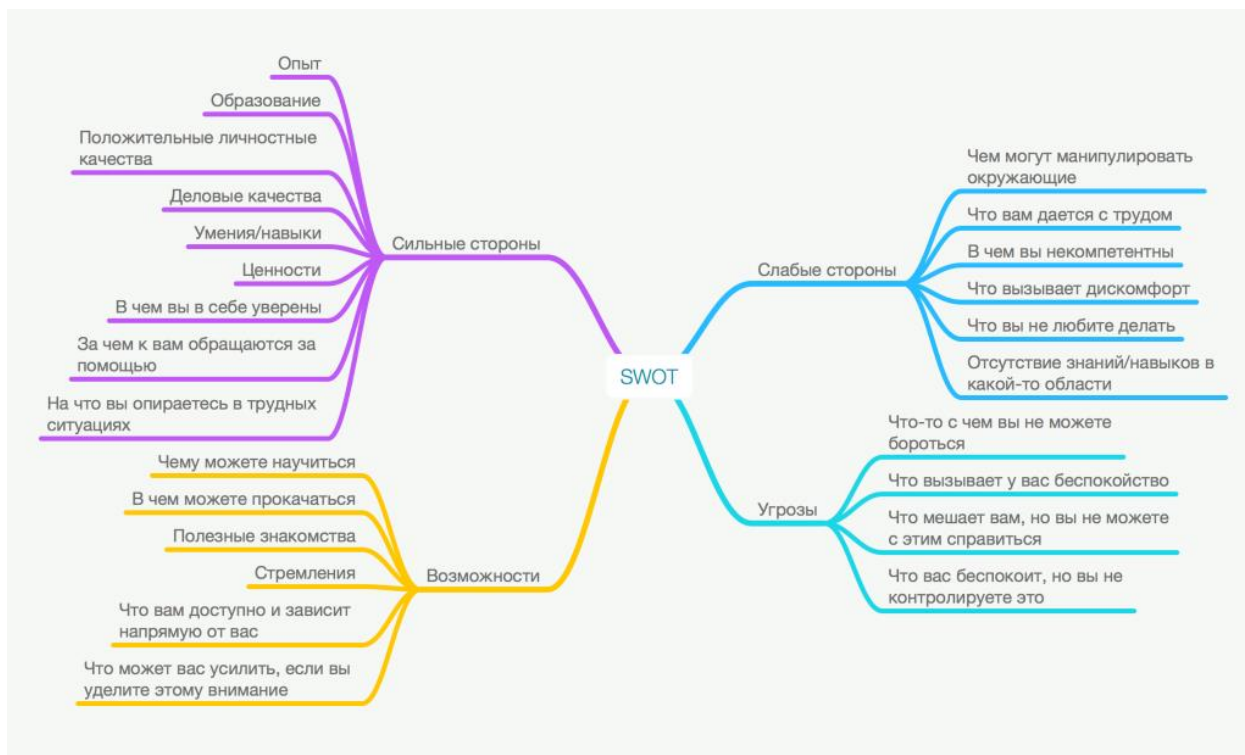 Опыт
Образование
Положительные личностные
качества
Деловые качества
Умения/навыки
Ценности
В чем вы в себе уверены
За чем к вам обращаются за
помощью
На что вы опираетесь в трудных
ситуациях
Сильные стороны
Чему можете научиться
В чем можете прокачаться
Полезные знакомства
Стремления
Что вам доступно и зависит
напрямую от вас
Что может вас усилить, если вы
уделите этому внимание
Возможности
SWOT
Слабые стороны
Чем могут манипулировать
окружающие
Что вам дается с трудом
В чем вы некомпетентны
Что вызывает дискомфорт
Что вы не любите делать
Отсутствие знаний/навыков в
какой-то области
Угрозы
Что-то с чем вы не можете
бороться
Что вызывает у вас беспокойство
Что мешает вам, но вы не можете
с этим справиться
Что вас беспокоит, но вы не
контролируете это